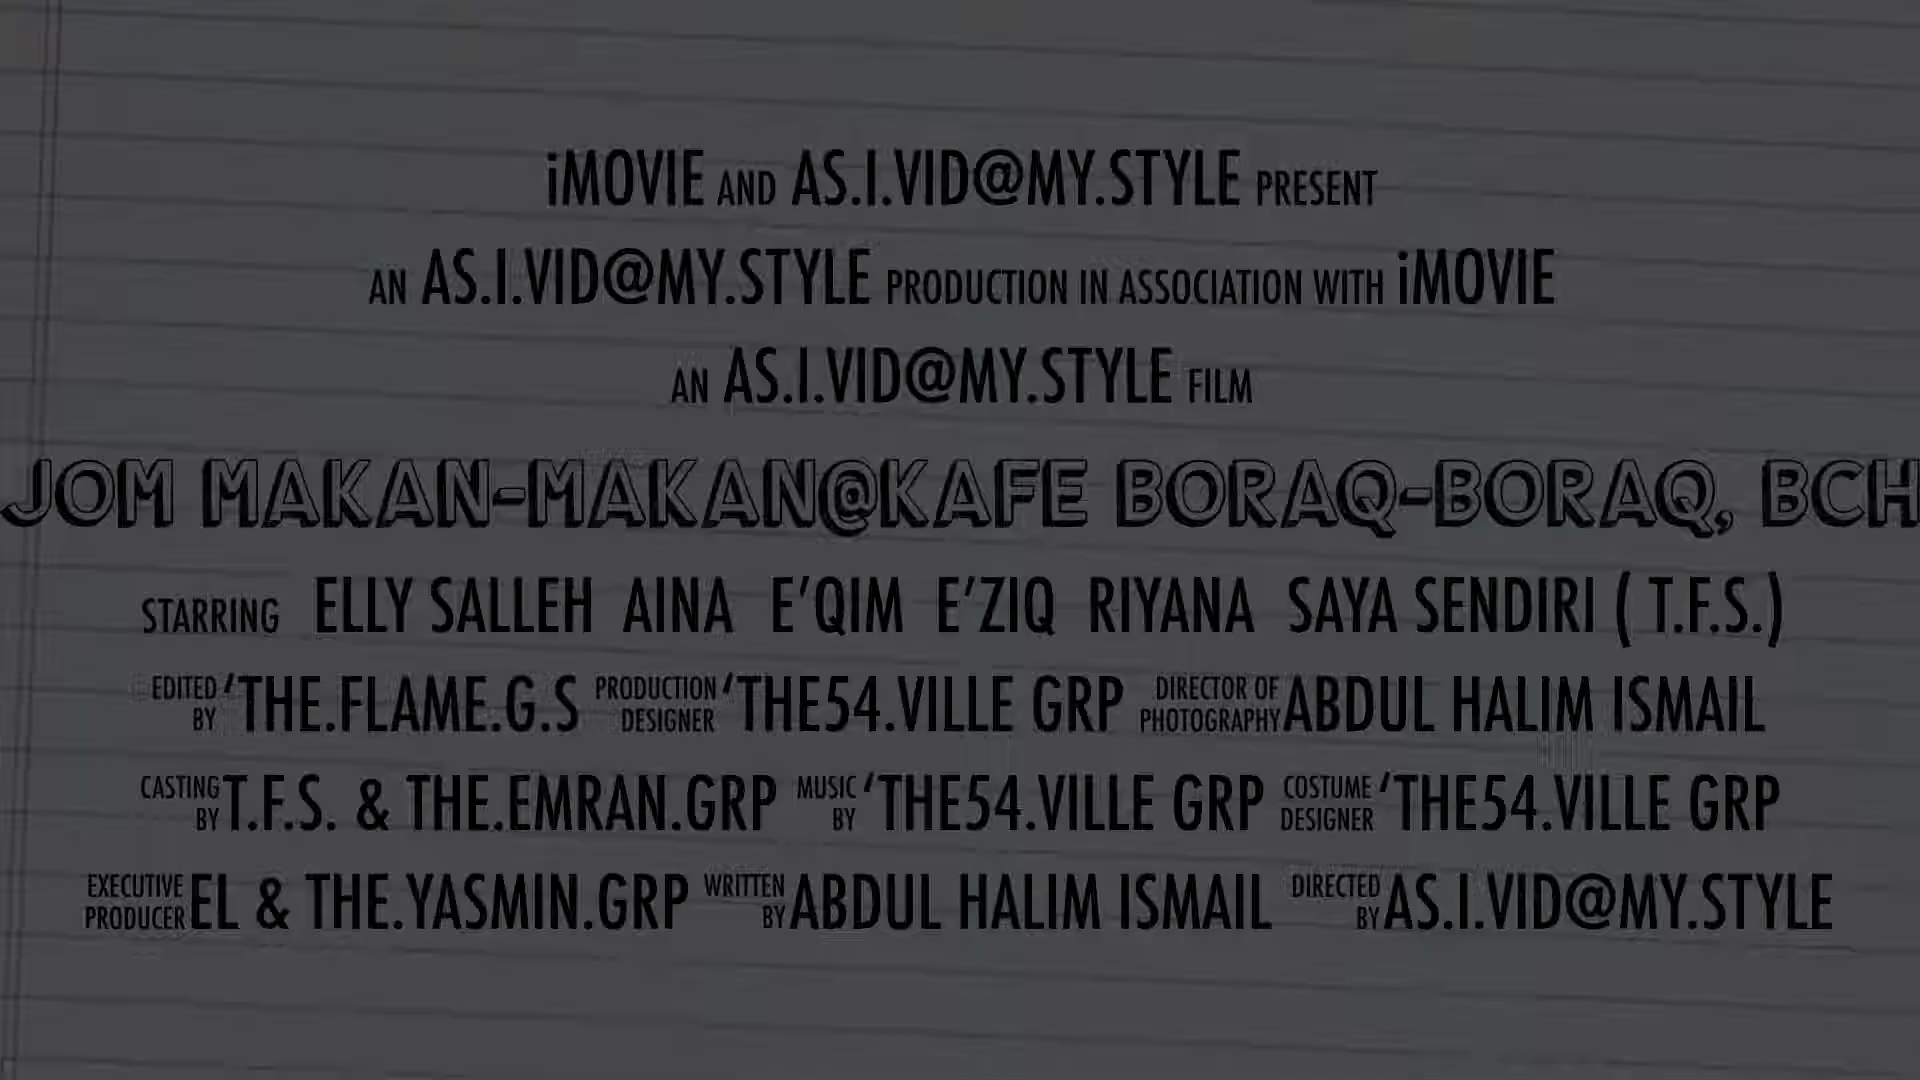 iMOVIE AND AS.I.VID@MY.STYLE PRESENT
AN AS.I.VID@MY.STYLE PRODUCTION IN ASSOCIATION WITH iMOVIE
AN AS.I.VID@MY.STYLE FILM
JOM MAKAN-MAKAN@KAFE BORAQ-BORAQ, BCH
STARRING ELLY SALLEH AINA E'QIM E'ZIQ RIYANA SAYA SENDIRI ( T.F.S.)
EDITED BY 'THE.FLAME.G.S PRODUCTION DESIGNER 'THE54.VILLE GRP DIRECTOR OF PHOTOGRAPHY ABDUL HALIM ISMAIL
CASTING BY T.F.S. & THE.EMRAN.GRP MUSIC BY 'THE54.VILLE GRP COSTUME DESIGNER 'THE54.VILLE GRP
EXECUTIVE PRODUCER EL & THE.YASMIN.GRP WRITTEN BY ABDUL HALIM ISMAIL DIRECTED BY AS.I.VID@MY.STYLE